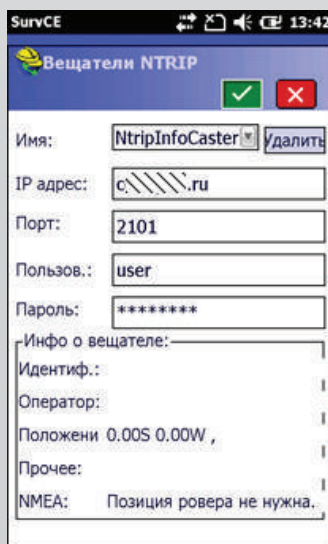 SurvCE 13:42
Вещатели NTRIP
Имя: NtripInfoCaster Удалить
IP адрес: .ru
Порт: 2101
Пользов.: user
Пароль: ********
Инфо о вещателе:
Идентиф.:
Оператор:
Положени 0.00S 0.00W ,
Прочее:
NMEA: Позиция ровера не нужна.